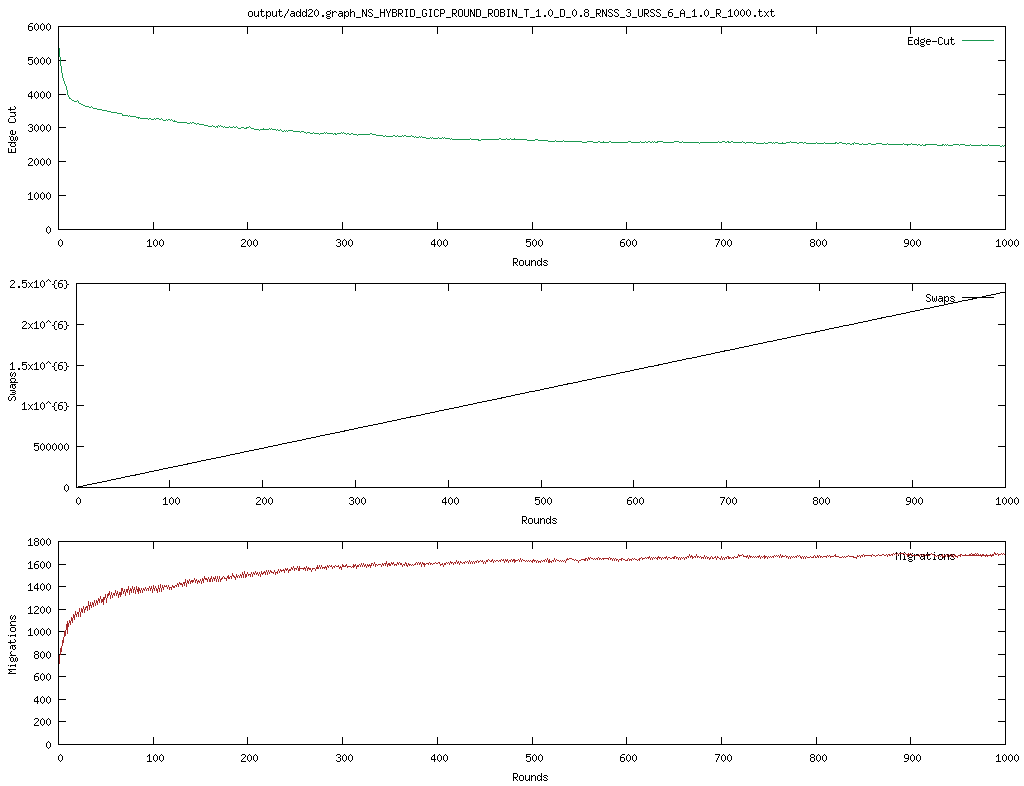 output/add20.graph_NS_HYBRID_GICP_ROUND_ROBIN_T_1.0_D_0.8_RNSS_3_URSS_6_A_1.0_R_1000.txt
6000
5000
4000
3000
2000
1000
0
Edge Cut
Edge-Cut
0 100 200 300 400 500 600 700 800 900 1000
Rounds
2.5x10^{6}
2x10^{6}
1.5x10^{6}
1x10^{6}
500000
0
Swaps
Swaps
0 100 200 300 400 500 600 700 800 900 1000
Rounds
1800
1600
1400
1200
1000
800
600
400
200
0
Migrations
Migrations
0 100 200 300 400 500 600 700 800 900 1000
Rounds